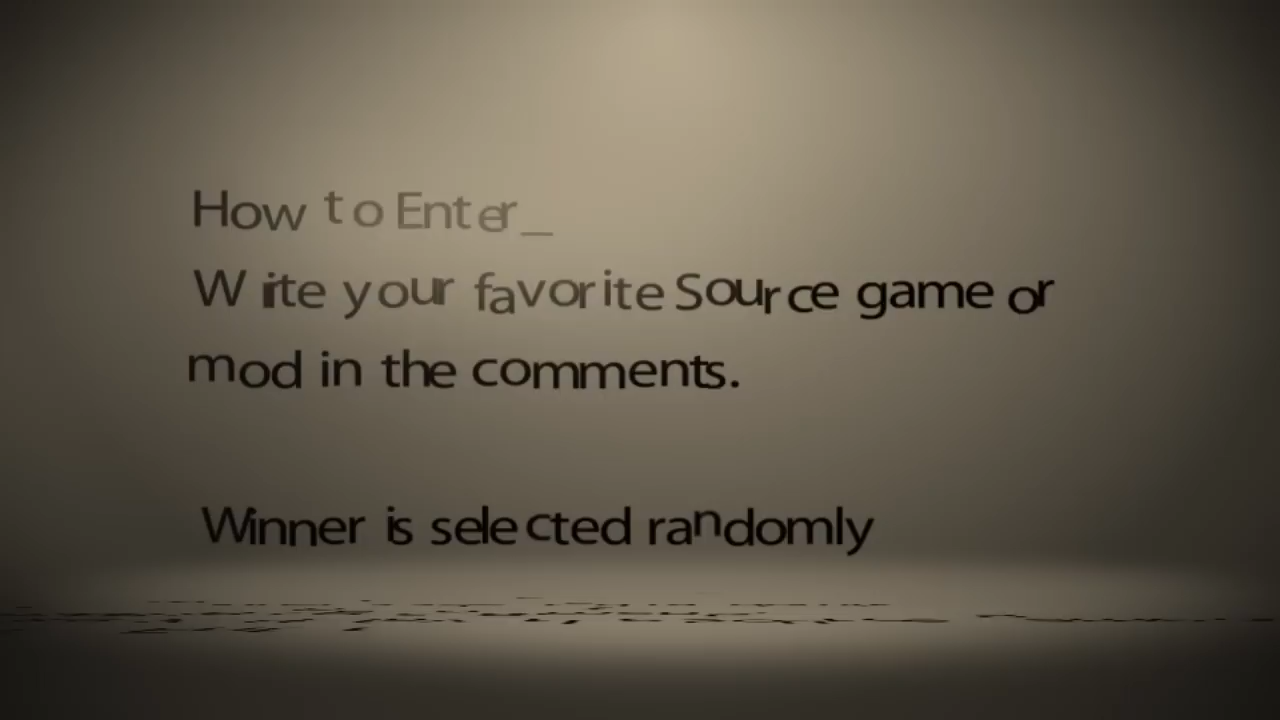 How to Enter_
Write your favorite Source game or
mod in the comments.
Winner is selected randomly